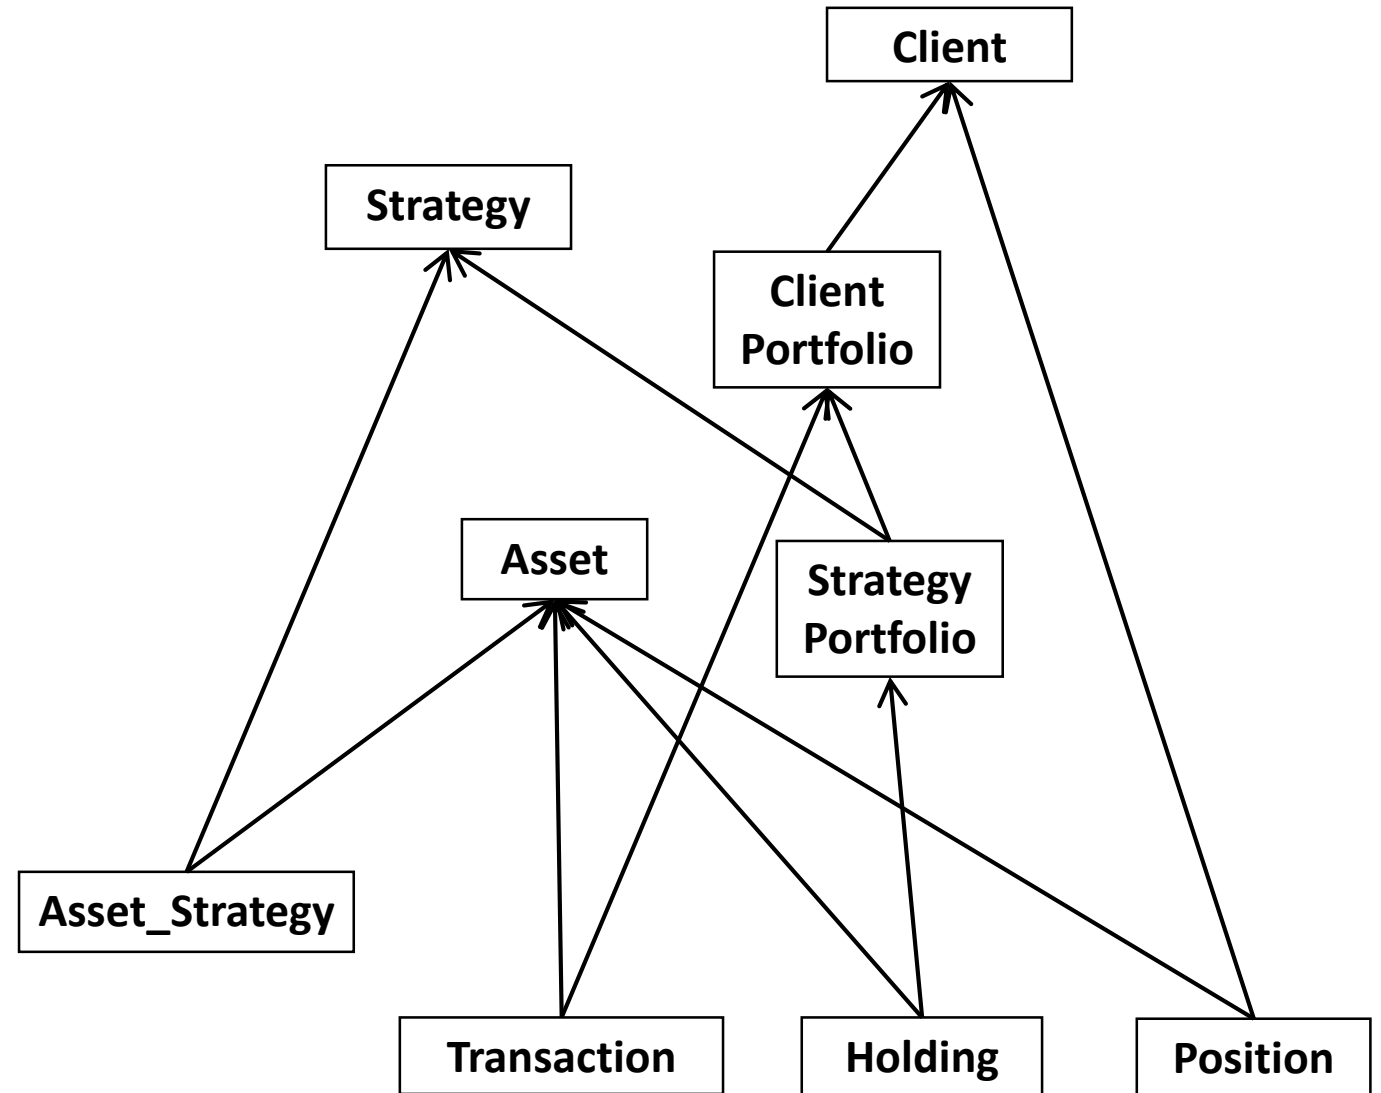 Client
Strategy
Client
Portfolio
Asset
Strategy
Portfolio
Asset_Strategy
Transaction
Holding
Position